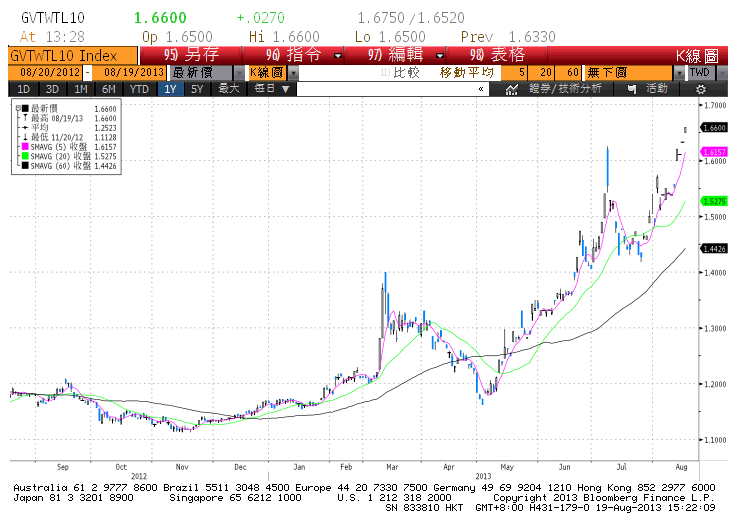 GVTWTL10 1.6600 +.0270 1.6750 / 1.6520
At 13:28 Op 1.6500 Hi 1.6600 Lo 1.6500 Prev 1.6330
GVTWTL10 Index 95) 另存 96) 指令 97) 編輯 98) 表格 K線圖
08/20/2012 - 08/19/2013 最新價 K線圖 比較 移動平均 5 20 60 無下圖 TWD
1D 3D 1M 6M YTD 1Y 5Y 最大 每日 ▼ « 證券/技術分析 活動
最新價 1.6600
最高 08/19/13 1.6600
平均 1.2523
最低 11/20/12 1.1128
SMAVG (5) 收盤 1.6157
SMAVG (20) 收盤 1.5275
SMAVG (60) 收盤 1.4426
1.7000
1.6600
1.6157
1.6000
1.5275
1.5000
1.4426
1.4000
1.3000
1.2000
1.1000
Sep Oct Nov Dec Jan Feb Mar Apr May Jun Jul Aug
2012 2013
Australia 61 2 9777 8600 Brazil 5511 3048 4500 Europe 44 20 7330 7500 Germany 49 69 9204 1210 Hong Kong 852 2977 6000
Japan 81 3 3201 8900 Singapore 65 6212 1000 U.S. 1 212 318 2000 Copyright 2013 Bloomberg Finance L.P.
SN 833810 HKT GMT+8:00 H431-179-0 19-Aug-2013 15:22:09